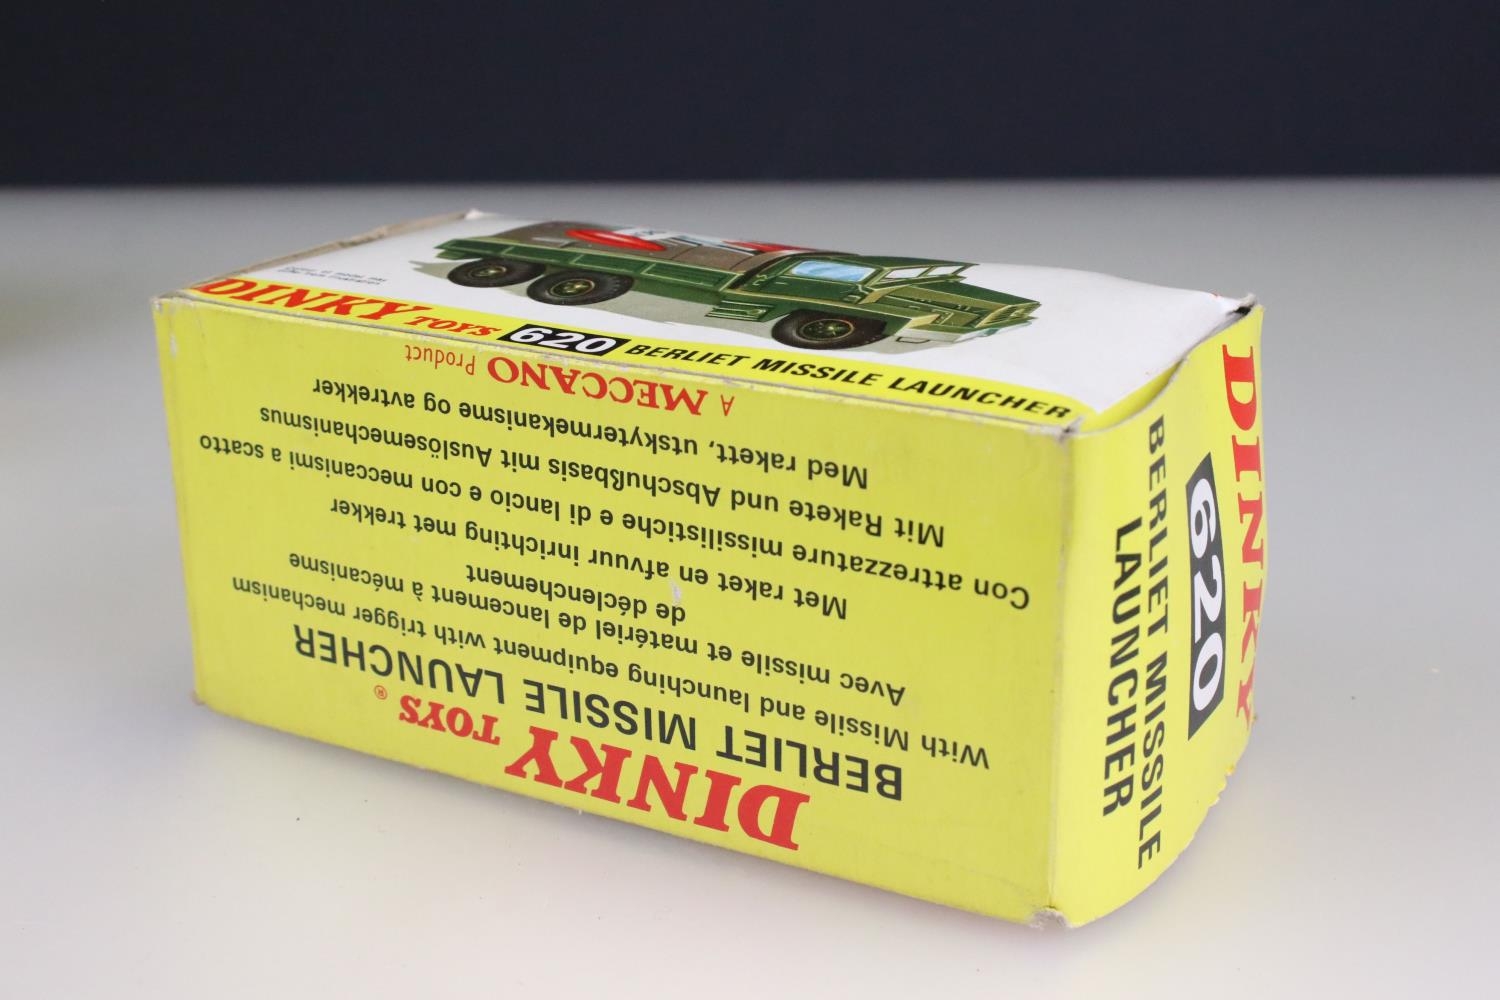 DINKY TOYS 620 BERLIET MISSILE LAUNCHER
DINKY TOYS ®
BERLIET MISSILE LAUNCHER
With Missile and launching equipment with trigger mechanism
Avec missile et matériel de lancement à mécanisme
de déclenchement
Met raket en afvuur inrichting met trekker
Con attrezzature missilistiche e di lancio e con meccanismi a scatto
Mit Rakete und Abschußbasis mit Auslösemechanismus
Med rakett, utskytermekanisme og avtrekker
A MECCANO Product
DINKY
620
BERLIET MISSILE
LAUNCHER